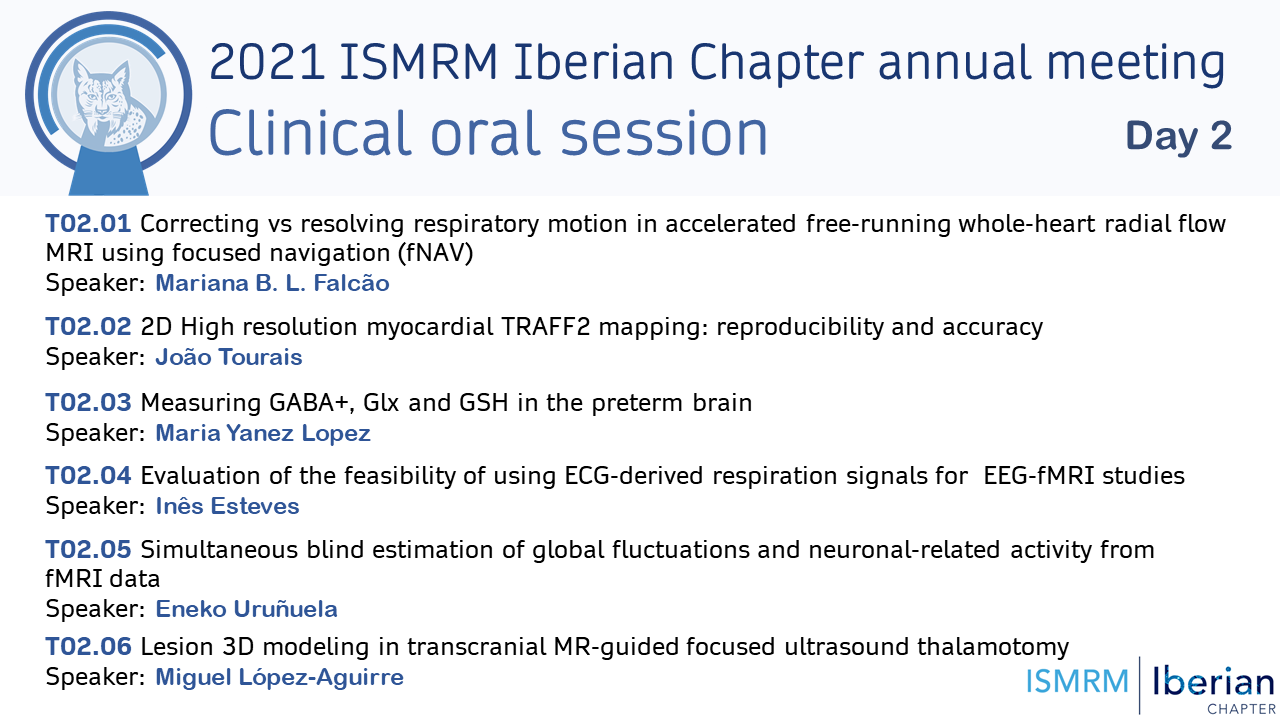 2021 ISMRM Iberian Chapter annual meeting
Clinical oral session
Day 2
T02.01 Correcting vs resolving respiratory motion in accelerated free-running whole-heart radial flow
MRI using focused navigation (fNAV)
Speaker: Mariana B. L. Falcão
T02.02 2D High resolution myocardial TRAFF2 mapping: reproducibility and accuracy
Speaker: João Tourais
T02.03 Measuring GABA+, Glx and GSH in the preterm brain
Speaker: Maria Yanez Lopez
T02.04 Evaluation of the feasibility of using ECG-derived respiration signals for  EEG-fMRI studies
Speaker: Inês Esteves
T02.05 Simultaneous blind estimation of global fluctuations and neuronal-related activity from
fMRI data
Speaker: Eneko Uruñuela
T02.06 Lesion 3D modeling in transcranial MR-guided focused ultrasound thalamotomy
Speaker: Miguel López-Aguirre
ISMRM Iberian
CHAPTER